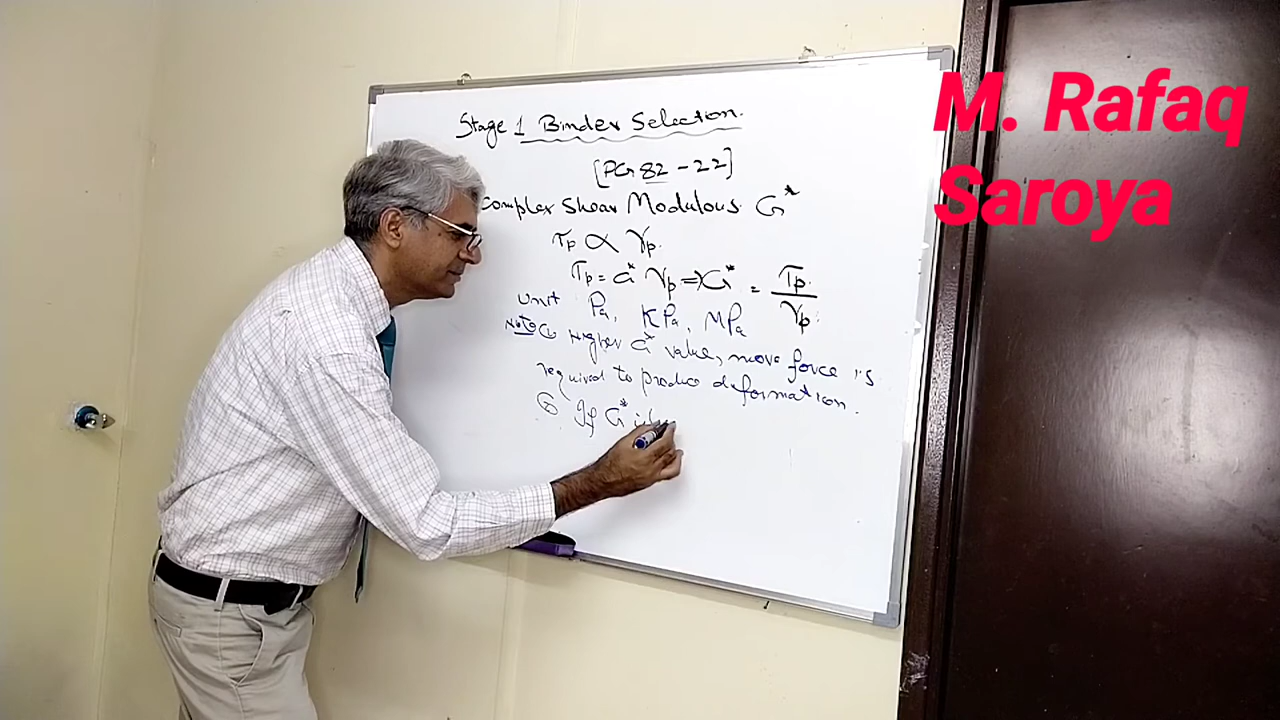 Stage 1 Binder Selection.
[PG 82-22]
Complex Shear Modulous G*
τp ∝ γp.
τp = G* γp ⇒ G* = τp / γp.
Unit Pa, KPa, MPa
Note Higher G* value, more force is
required to produce deformation.
If G* is
M. Rafaq
Saroya